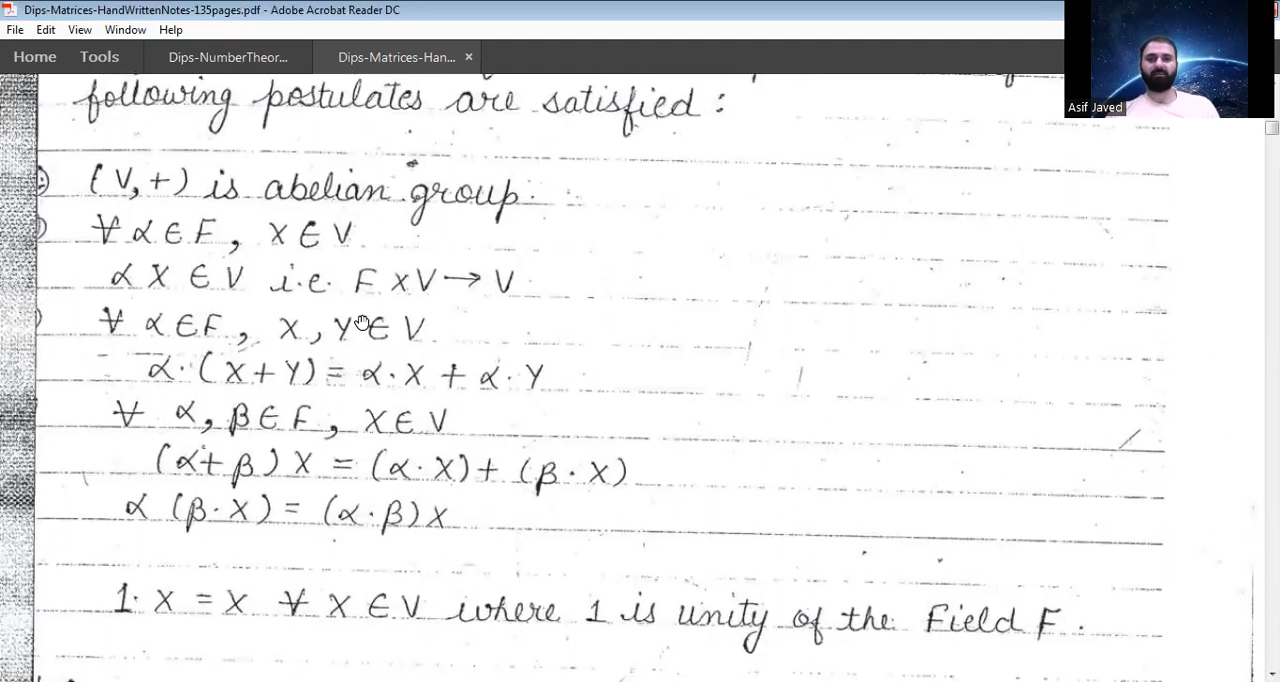 Dips-Matrices-HandWrittenNotes-135pages.pdf - Adobe Acrobat Reader DC
File Edit View Window Help
Home Tools Dips-NumberTheor... Dips-Matrices-Han... ×
Asif Javed
following postulates are satisfied :
(V, +) is abelian group.
∀ α ∈ F, X ∈ V.
α X ∈ V i.e. F X V → V
∀ α ∈ F, X, Y ∈ V
α · (X + Y) = α · X + α · Y
∀ α, β ∈ F, X ∈ V
(α + β) X = (α · X) + (β · X)
α (β · X) = (α · β) X
1. X = X ∀ X ∈ V where 1 is unity of the Field F.